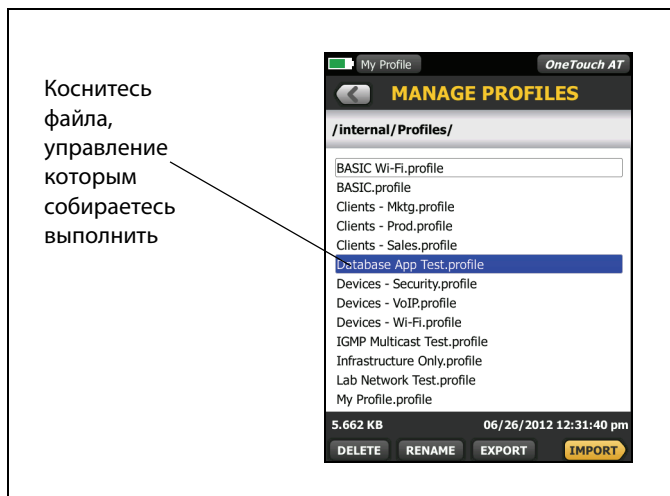 Коснитесь
файла,
управление
которым
собираетесь
выполнить
My Profile
OneTouch AT
MANAGE PROFILES
/internal/Profiles/
BASIC Wi-Fi.profile
BASIC.profile
Clients - Mktg.profile
Clients - Prod.profile
Clients - Sales.profile
Database App Test.profile
Devices - Security.profile
Devices - VoIP.profile
Devices - Wi-Fi.profile
IGMP Multicast Test.profile
Infrastructure Only.profile
Lab Network Test.profile
My Profile.profile
5.662 KB 06/26/2012 12:31:40 pm
DELETE RENAME EXPORT IMPORT